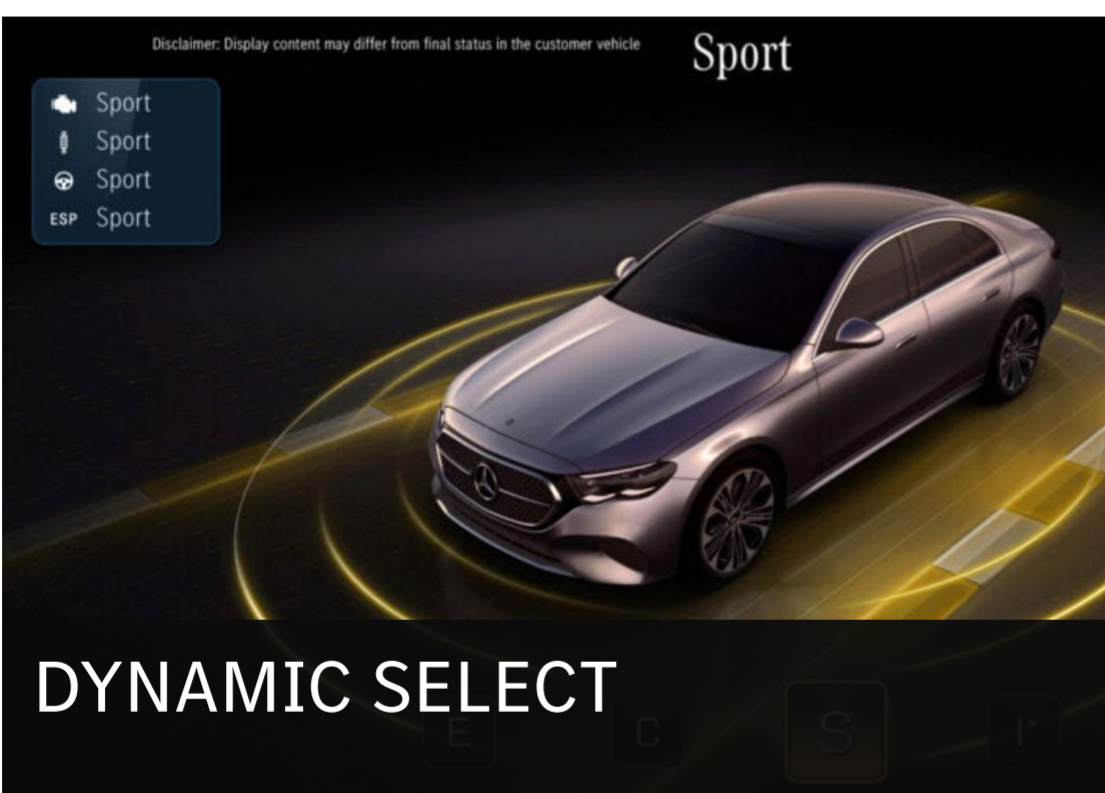 Disclaimer: Display content may differ from final status in the customer vehicle
Sport
Sport
Sport
Sport
ESP Sport
DYNAMIC SELECT
E C S I